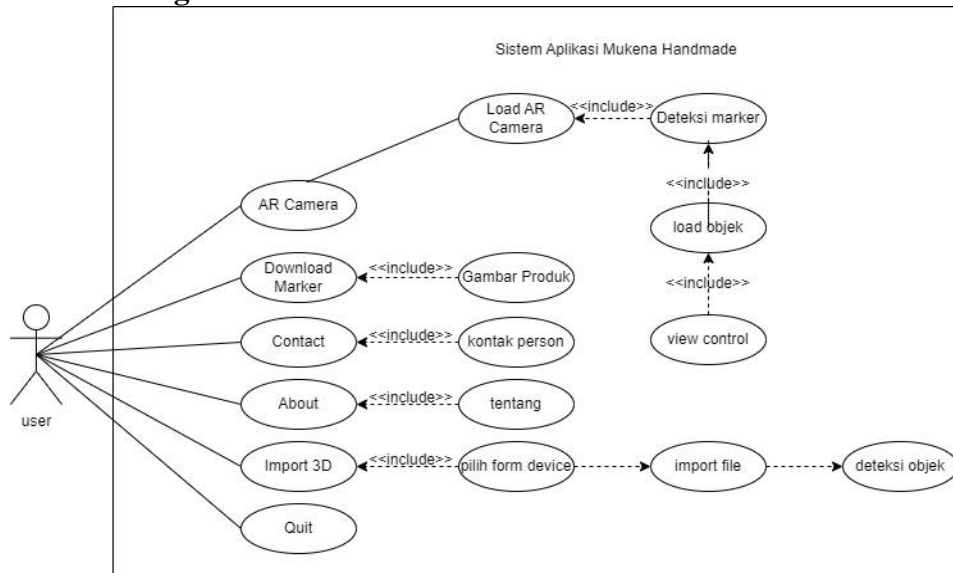 Sistem Aplikasi Mukena Handmade
Load AR
Camera
<<include>>
Deteksi marker
<<include>>
AR Camera
load objek
Download
Marker
<<include>>
Gambar Produk
<<include>>
Contact
<<include>>
kontak person
view control
About
<<include>>
tentang
user
Import 3D
<<include>>
pilih form device
import file
deteksi objek
Quit